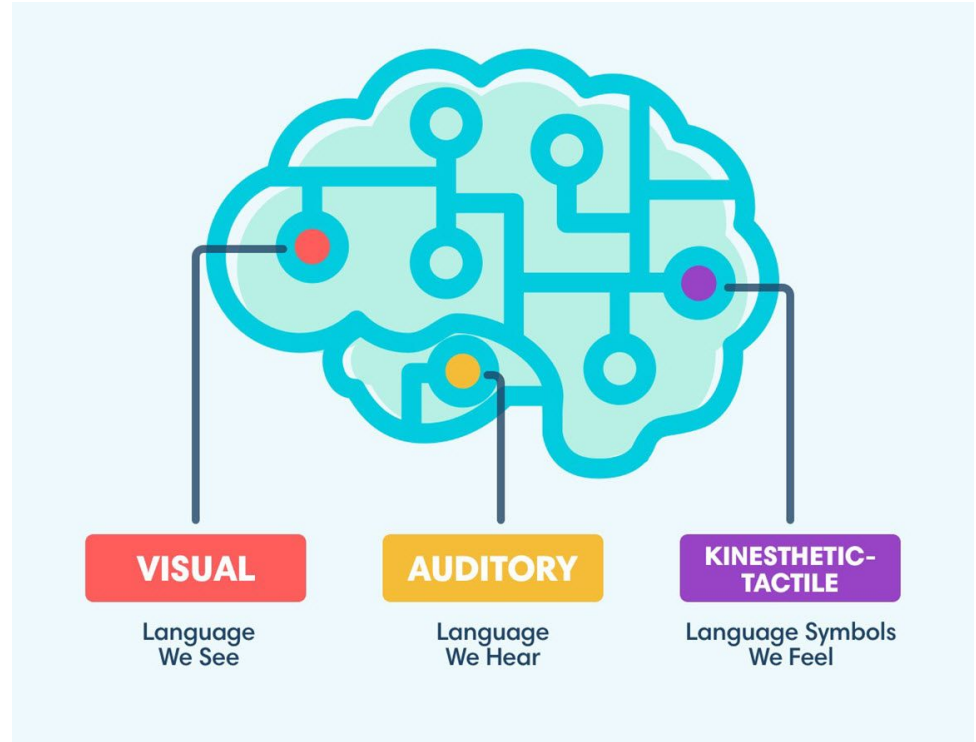 VISUAL
Language
We See
AUDITORY
Language
We Hear
KINESTHETIC-
TACTILE
Language Symbols
We Feel